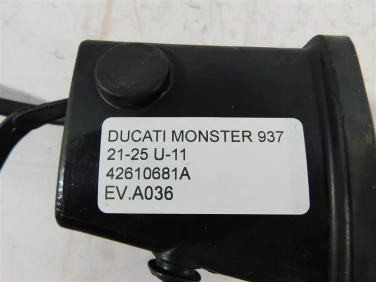 DUCATI MONSTER 937
21-25 U-11
42610681A
EV.A036